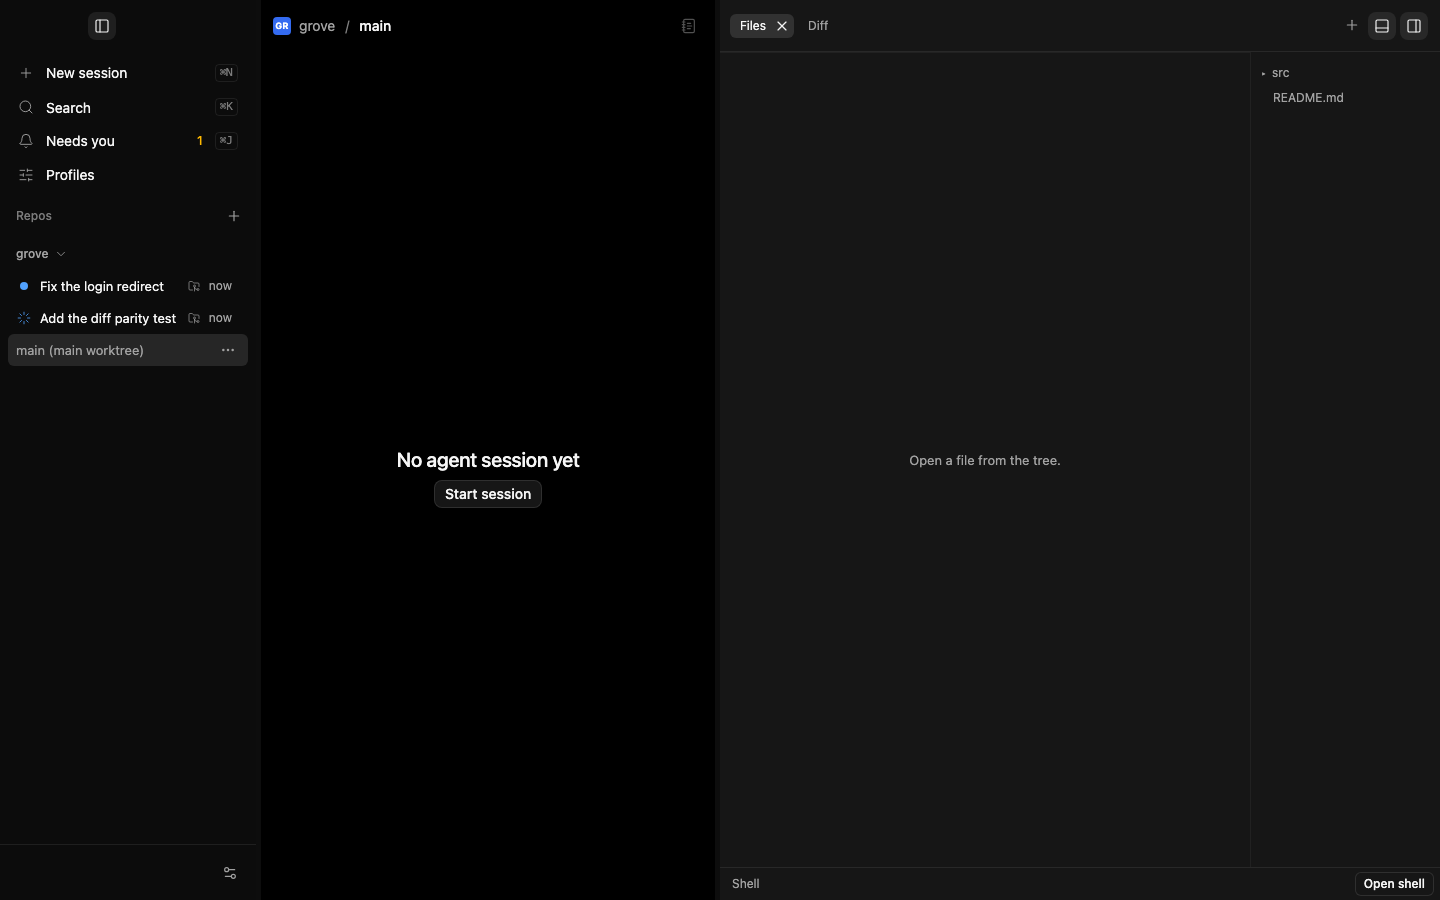 New session ⌘N
Search ⌘K
Needs you 1 ⌘J
Profiles
Repos
grove
Fix the login redirect now
Add the diff parity test now
main (main worktree)
GR grove / main
No agent session yet
Start session
Files Diff
Open a file from the tree.
src
README.md
Shell
Open shell